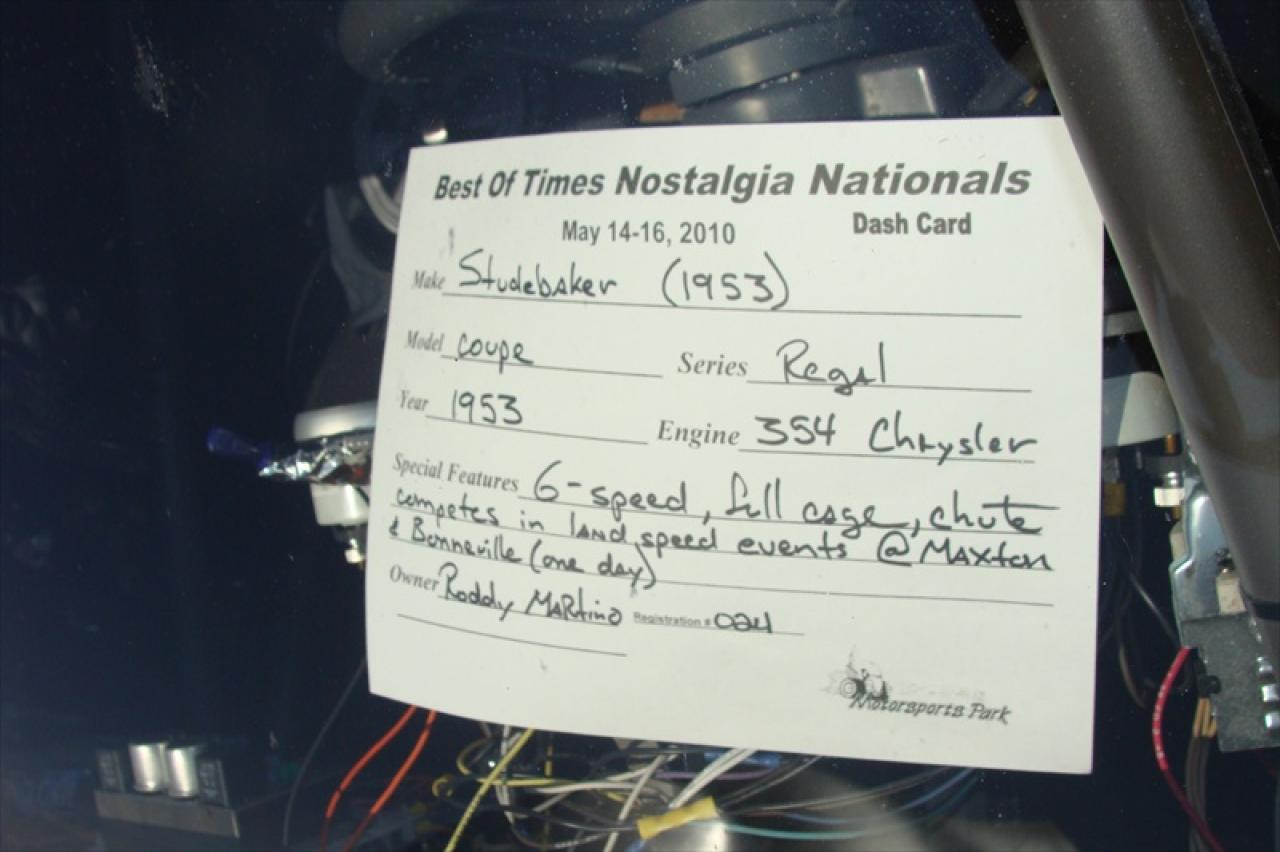 Best Of Times Nostalgia Nationals
May 14-16, 2010 Dash Card
Make Studebaker (1953)
Model coupe Series Regal
Year 1953 Engine 354 Chrysler
Special Features 6-speed, full cage, chute
competes in land speed events @ Maxton
& Bonneville (one day)
Owner Roddy Martino Registration # 024
Motorsports Park